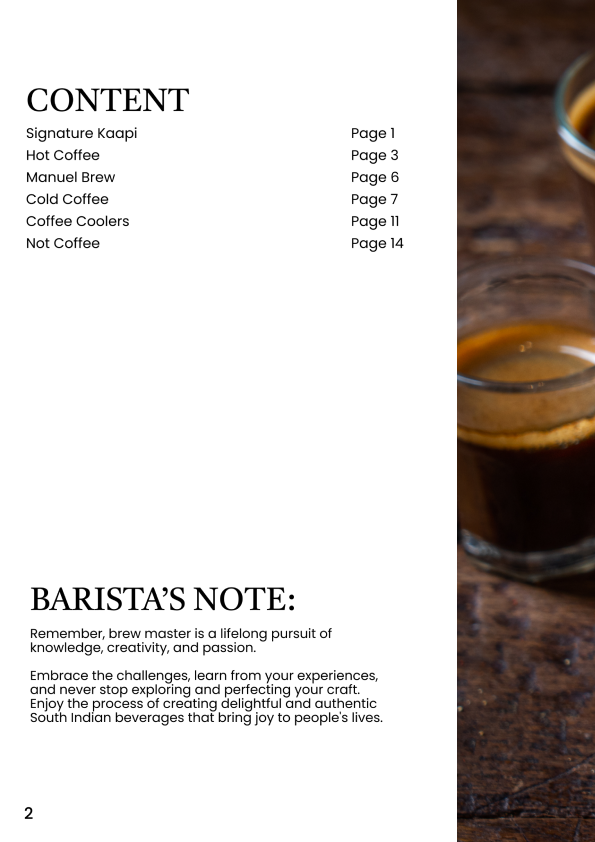 CONTENT
Signature Kaapi Page 1
Hot Coffee Page 3
Manuel Brew Page 6
Cold Coffee Page 7
Coffee Coolers Page 11
Not Coffee Page 14
BARISTA'S NOTE:
Remember, brew master is a lifelong pursuit of
knowledge, creativity, and passion.
Embrace the challenges, learn from your experiences,
and never stop exploring and perfecting your craft.
Enjoy the process of creating delightful and authentic
South Indian beverages that bring joy to people's lives.
2